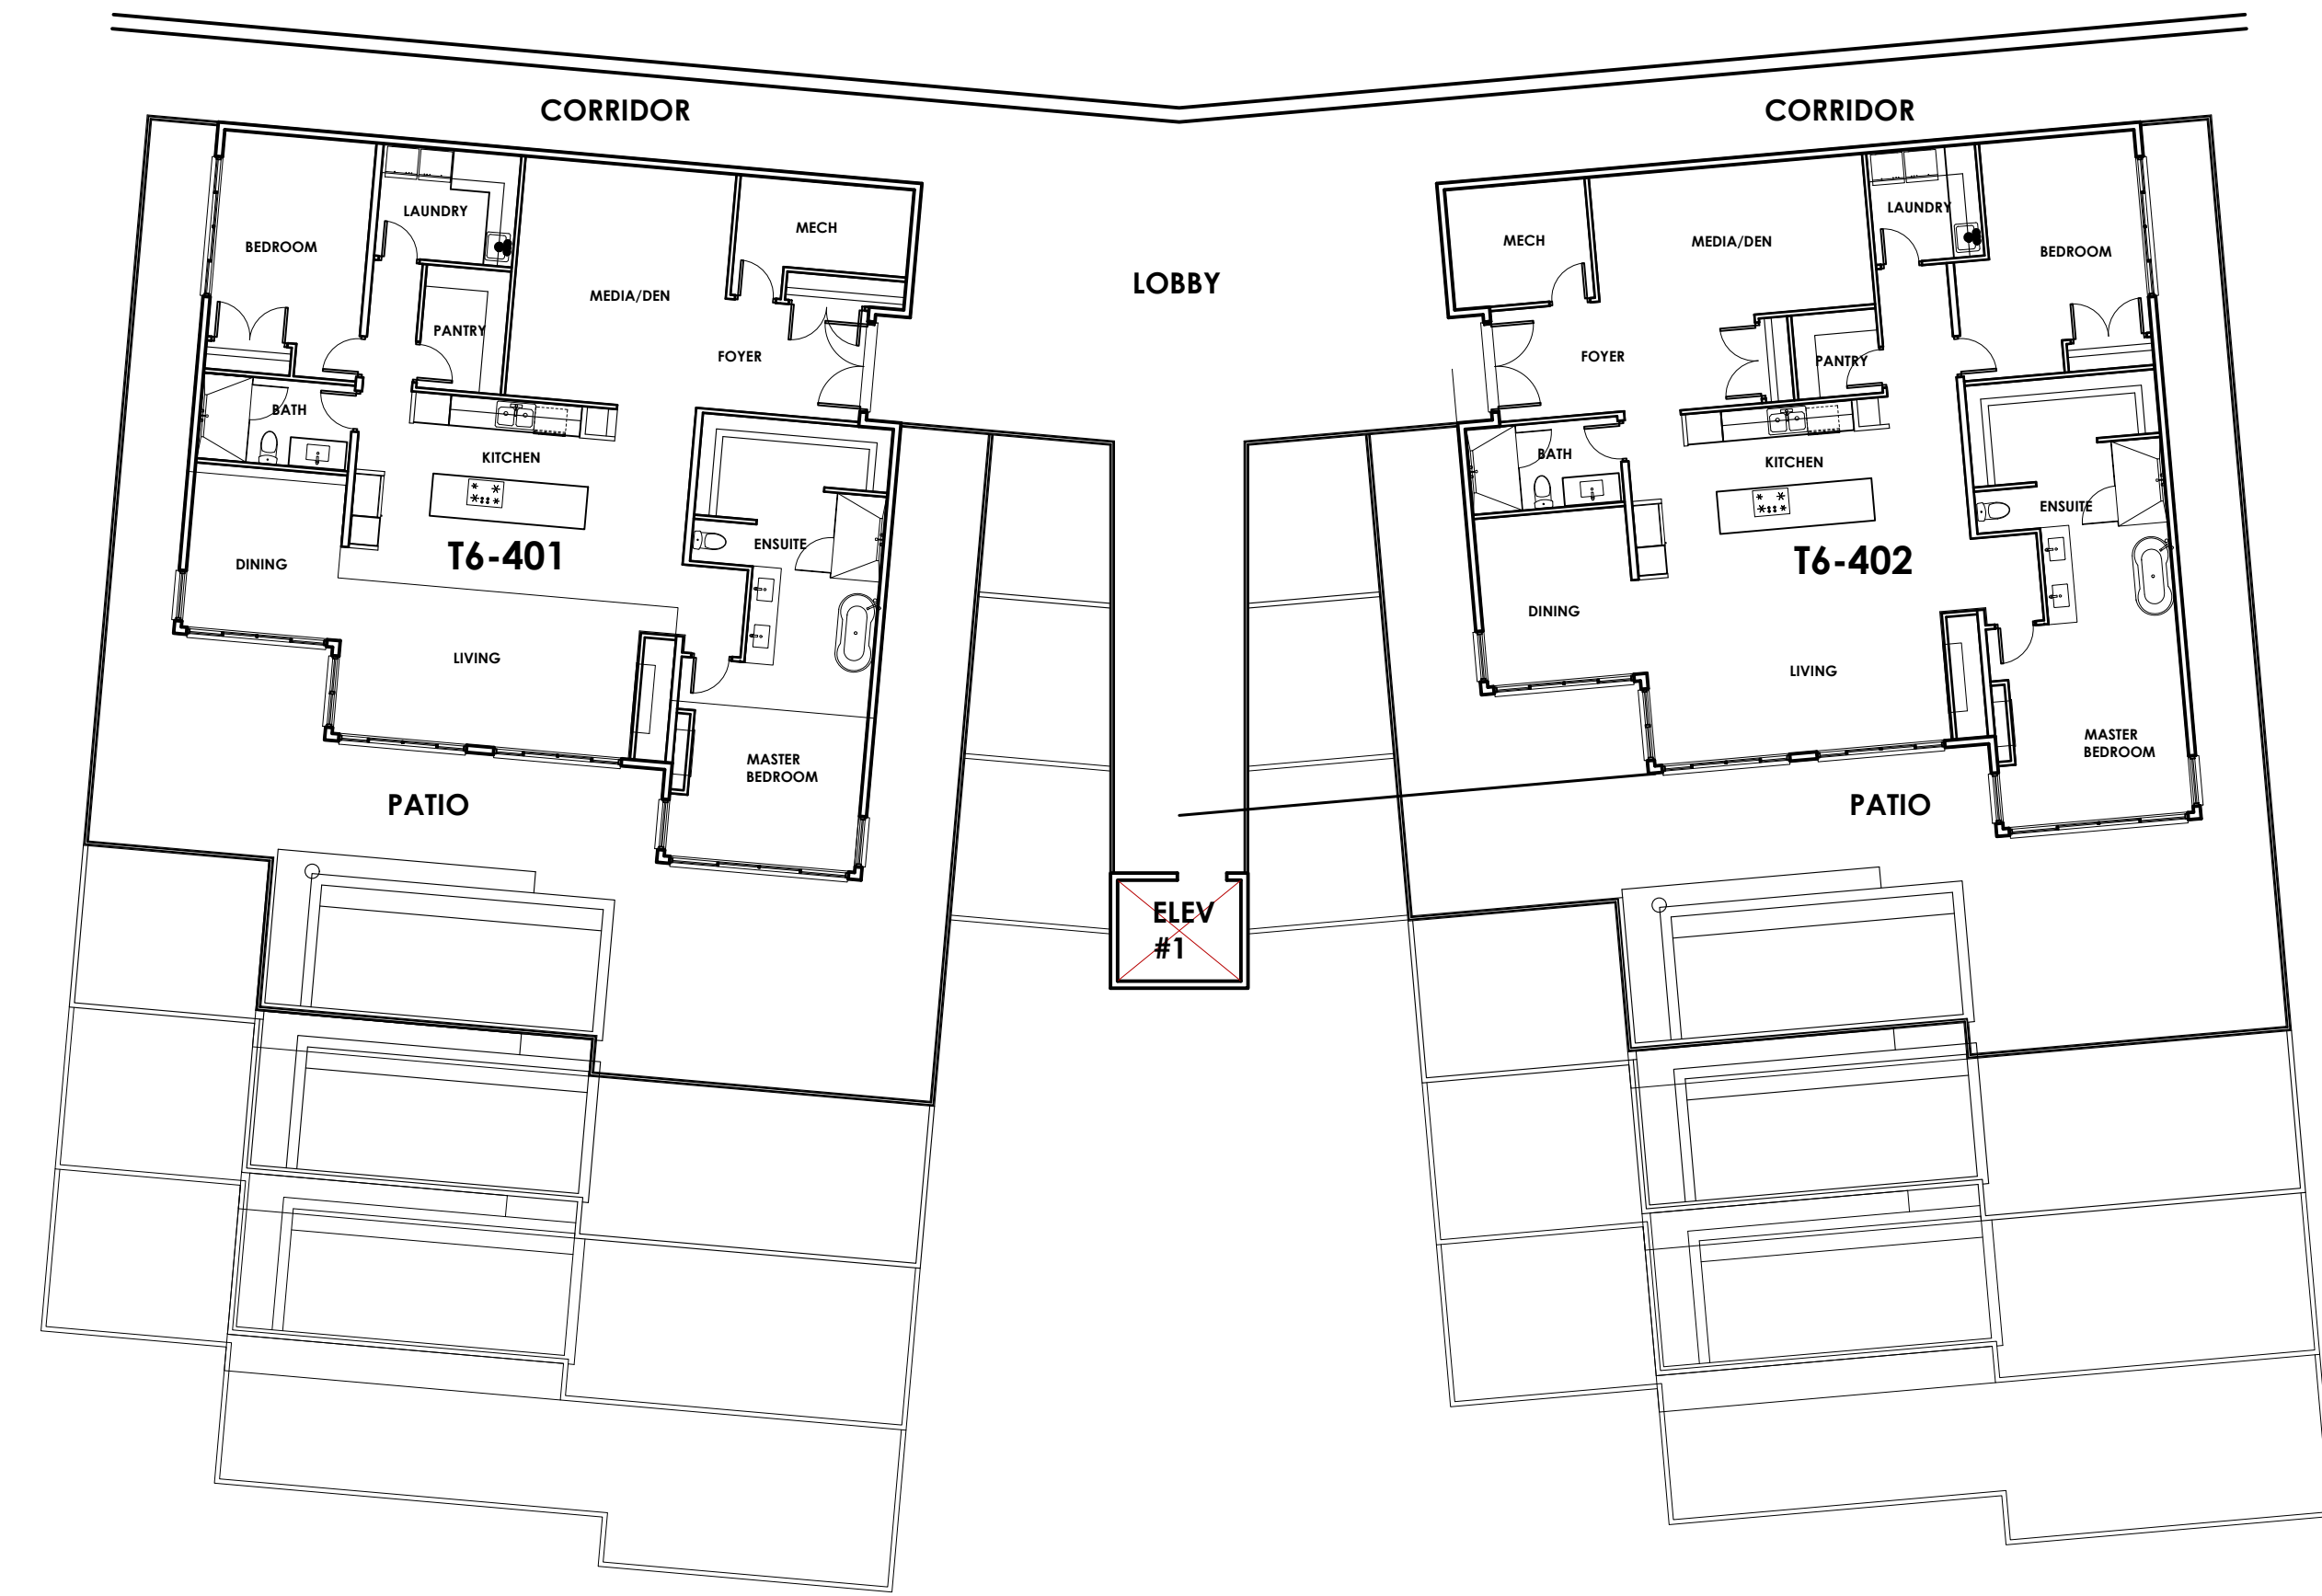 CORRIDOR
CORRIDOR
LOBBY
LAUNDRY
BEDROOM
MECH
MEDIA/DEN
PANTRY
FOYER
BATH
KITCHEN
T6-401
ENSUITE
DINING
LIVING
MASTER
BEDROOM
PATIO
ELEV
#1
MECH
MEDIA/DEN
LAUNDRY
BEDROOM
FOYER
PANTRY
BATH
KITCHEN
ENSUITE
T6-402
DINING
LIVING
MASTER
BEDROOM
PATIO